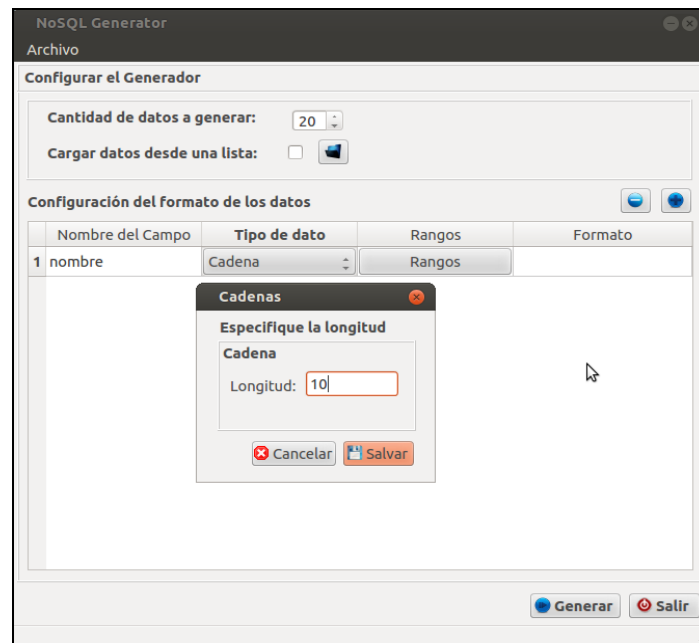 NoSQL Generator
Archivo
Configurar el Generador
Cantidad de datos a generar: 20
Cargar datos desde una lista:
Configuración del formato de los datos
Nombre del Campo Tipo de dato Rangos Formato
1 nombre Cadena Rangos
Cadenas
Especifique la longitud
Cadena
Longitud: 10
Cancelar Salvar
Generar Salir